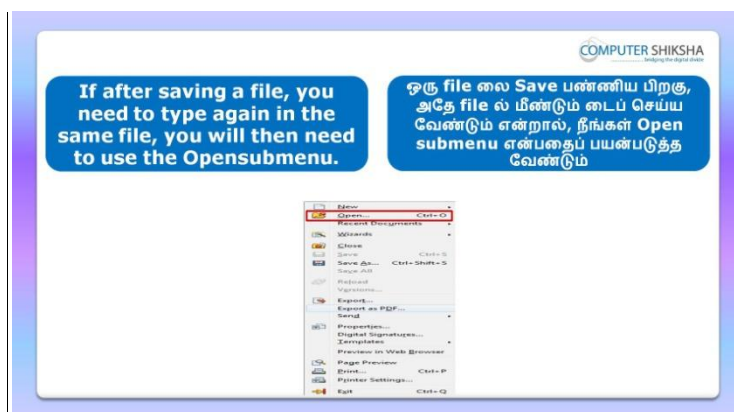 COMPUTER SHIKSHA
bridging the digital divide
If after saving a file, you
need to type again in the
same file, you will then need
to use the Opensubmenu.
ஒரு file லை Save பண்ணிய பிறகு,
அதே file ல் மீண்டும் டைப் செய்ய
வேண்டும் என்றால், நீங்கள் Open
submenu என்பதைப் பயன்படுத்த
வேண்டும்
New
Open... Ctrl+O
Recent Documents
Wizards
Close
Save Ctrl+S
Save As... Ctrl+Shift+S
Save All
Reload
Versions...
Export...
Export as PDF...
Send
Properties...
Digital Signatures...
Templates
Preview in Web Browser
Page Preview
Print... Ctrl+P
Printer Settings...
Exit Ctrl+Q